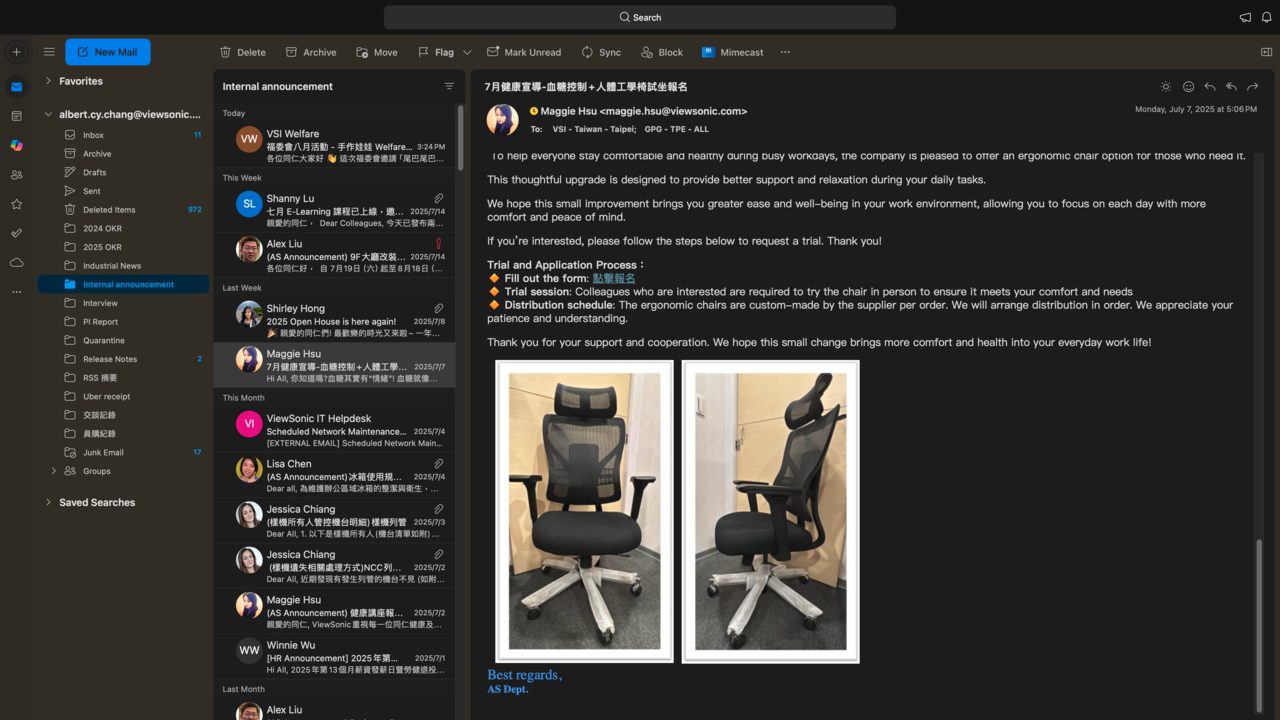 Search
New Mail
Delete
Archive
Move
Flag
Mark Unread
Sync
Block
Mimecast
Favorites
albert.cy.chang@viewsonic....
Inbox 11
Archive
Drafts
Sent
Deleted Items 972
2024 OKR
2025 OKR
Industrial News
Internal announcement
Interview
PI Report
Quarantine
Release Notes 2
RSS 摘要
Uber receipt
交談記錄
員購紀錄
Junk Email 17
Groups
Saved Searches
Internal announcement
Today
VW
VSI Welfare
福委會八月活動 - 手作娃娃 Welfare... 3:24 PM
各位同仁大家好 👋 這次福委會邀請「尾巴尾巴...
This Week
SL
Shanny Lu
七月 E-Learning 課程已上線，邀... 2025/7/14
親愛的同仁， Dear Colleagues, 今天已發布兩...
Alex Liu
(AS Announcement) 9F大廳改裝... 2025/7/14
各位同仁好， 自 7月19日 (六) 起至 8月18日 (...
Last Week
Shirley Hong
2025 Open House is here again! 2025/7/8
🎉 親愛的同仁們! 最歡樂的時光又來啦~ 一年...
Maggie Hsu
7月健康宣導-血糖控制+人體工學... 2025/7/7
Hi All, 你知道嗎?血糖其實有"情緒"! 血糖就像...
This Month
VI
ViewSonic IT Helpdesk
Scheduled Network Maintenance... 2025/7/4
[EXTERNAL EMAIL] Scheduled Network Main...
Lisa Chen
(AS Announcement)冰箱使用規... 2025/7/4
Dear all, 為維護辦公區域冰箱的整潔與衛生，...
Jessica Chiang
(樣機所有人管控機台明細) 樣機列管 2025/7/3
Dear All, 1. 以下是樣機所有人 (機台清單如附)...
Jessica Chiang
(樣機遺失相關處理方式)NCC列... 2025/7/2
Dear All, 近期發現有發生列管的機台不見 (如附...
Maggie Hsu
(AS Announcement) 健康講座報... 2025/7/2
親愛的同仁, ViewSonic重視每一位同仁健康及...
WW
Winnie Wu
[HR Announcement] 2025年第... 2025/7/1
Hi All, 2025年第13個月薪資發薪日暨勞健退投...
Last Month
Alex Liu
7月健康宣導-血糖控制+人體工學椅試坐報名
Maggie Hsu <maggie.hsu@viewsonic.com>
To: VSI - Taiwan - Taipei; GPG - TPE - ALL
Monday, July 7, 2025 at 5:06 PM
To help everyone stay comfortable and healthy during busy workdays, the company is pleased to offer an ergonomic chair option for those who need it.
This thoughtful upgrade is designed to provide better support and relaxation during your daily tasks.
We hope this small improvement brings you greater ease and well-being in your work environment, allowing you to focus on each day with more
comfort and peace of mind.
If you're interested, please follow the steps below to request a trial. Thank you!
Trial and Application Process：
🔶 Fill out the form: 點擊報名
🔶 Trial session: Colleagues who are interested are required to try the chair in person to ensure it meets your comfort and needs
🔶 Distribution schedule: The ergonomic chairs are custom-made by the supplier per order. We will arrange distribution in order. We appreciate your
patience and understanding.
Thank you for your support and cooperation. We hope this small change brings more comfort and health into your everyday work life!
Best regards,
AS Dept.